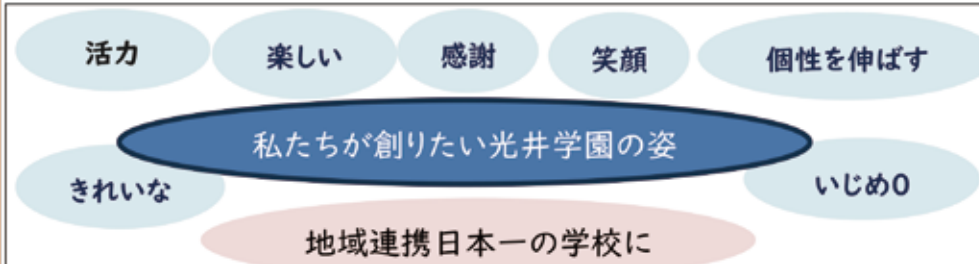 活力
楽しい
感謝
笑顔
個性を伸ばす
私たちが創りたい光井学園の姿
きれいな
いじめ0
地域連携日本一の学校に